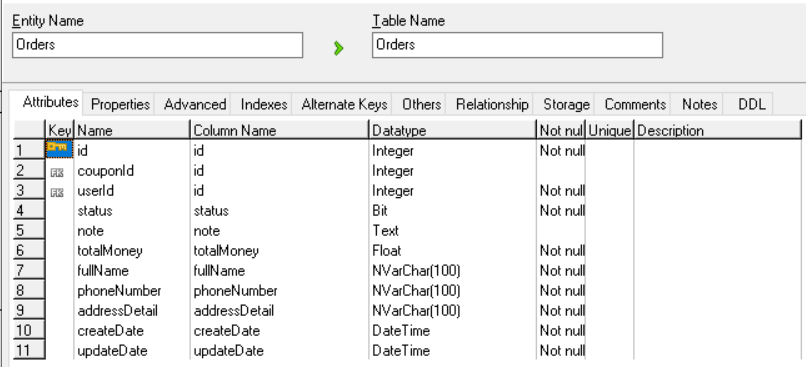 Entity Name Table Name
Orders Orders
Attributes Properties Advanced Indexes Alternate Keys Others Relationship Storage Comments Notes DDL
Key Name Column Name Datatype Not nul Unique Description
1 id id Integer Not null
2 FK couponId id Integer
3 FK userId id Integer Not null
4 status status Bit Not null
5 note note Text
6 totalMoney totalMoney Float Not null
7 fullName fullName NVarChar(100) Not null
8 phoneNumber phoneNumber NVarChar(100) Not null
9 addressDetail addressDetail NVarChar(100) Not null
10 createDate createDate DateTime Not null
11 updateDate updateDate DateTime Not null